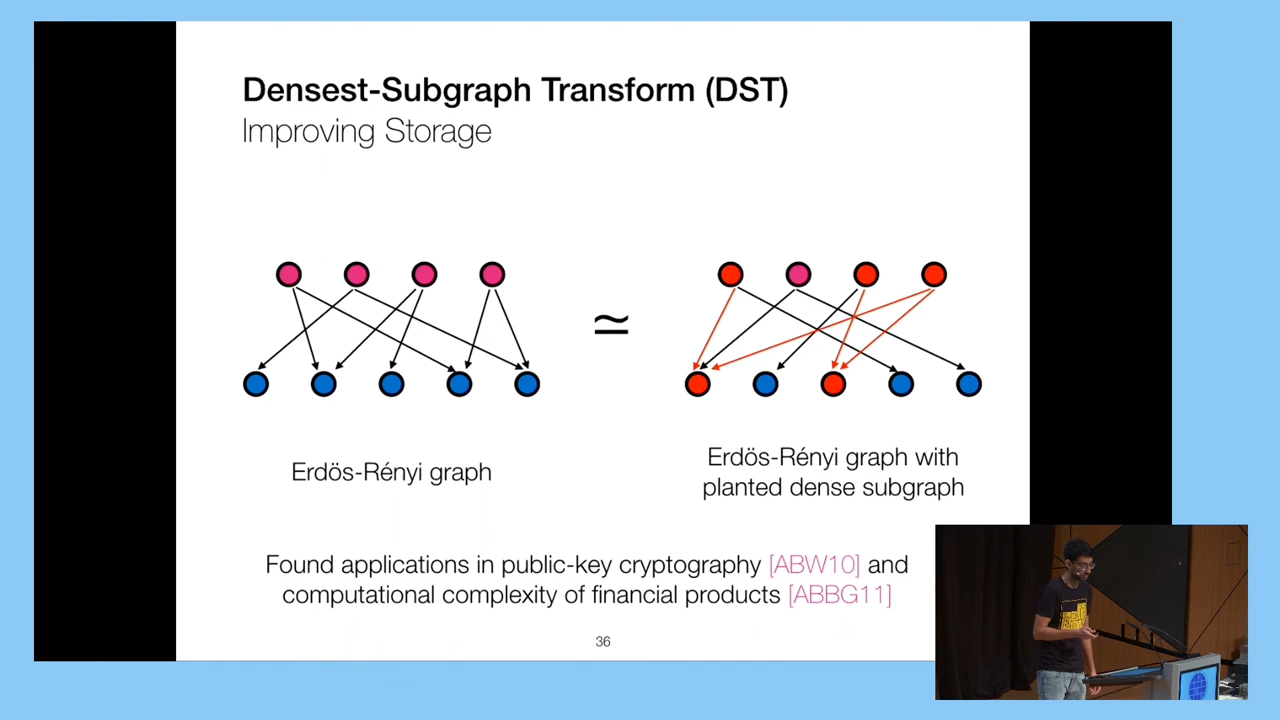 Densest-Subgraph Transform (DST)
Improving Storage
≃
Erdös-Rényi graph
Erdös-Rényi graph with
planted dense subgraph
Found applications in public-key cryptography [ABW10] and
computational complexity of financial products [ABBG11]
36